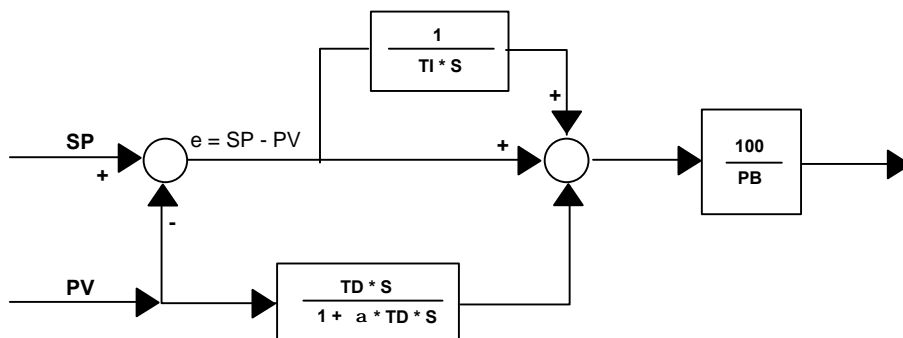 1
TI * S
+
+
SP
e = SP - PV
+
+
100
PB
-
PV
TD * S
1 + a * TD * S